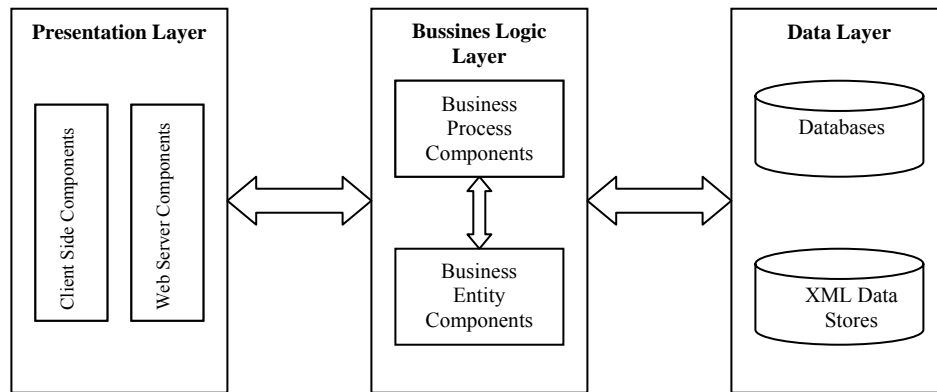 Presentation Layer
Client Side Components
Web Server Components
Bussines Logic
Layer
Business
Process
Components
Business
Entity
Components
Data Layer
Databases
XML Data
Stores